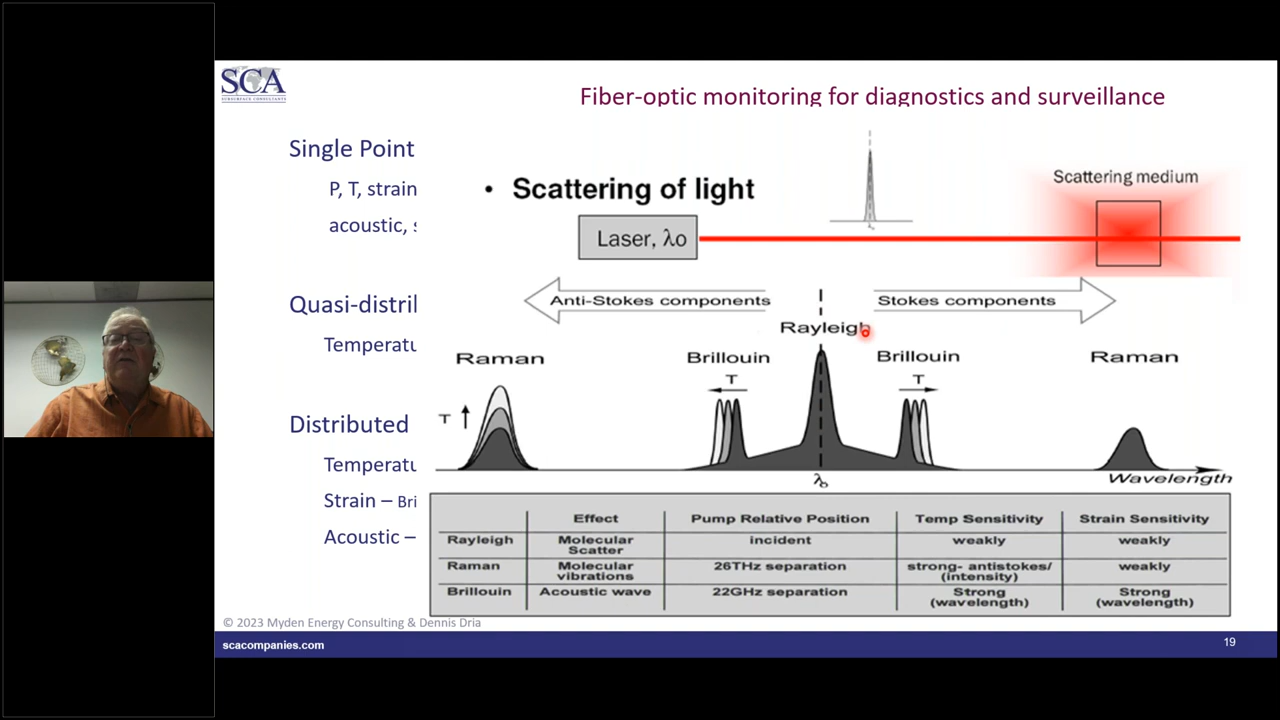 SCA
SUBSURFACE CONSULTANTS
Fiber-optic monitoring for diagnostics and surveillance
Single Point
P, T, strain
acoustic,
• Scattering of light
Scattering medium
Laser, λo
Anti-Stokes components
Stokes components
Quasi-distril
Temperatu
Rayleigh
Raman
Brillouin
Brillouin
Raman
T
T
T
Wavelength
λo
Distributed
Temperatu
Strain – Bri
Acoustic –
Effect Pump Relative Position Temp Sensitivity Strain Sensitivity
Rayleigh Molecular Scatter incident weakly weakly
Raman Molecular vibrations 26THz separation strong- antistokes/ (intensity) weakly
Brillouin Acoustic wave 22GHz separation Strong (wavelength) Strong (wavelength)
© 2023 Myden Energy Consulting & Dennis Dria
scacompanies.com
19